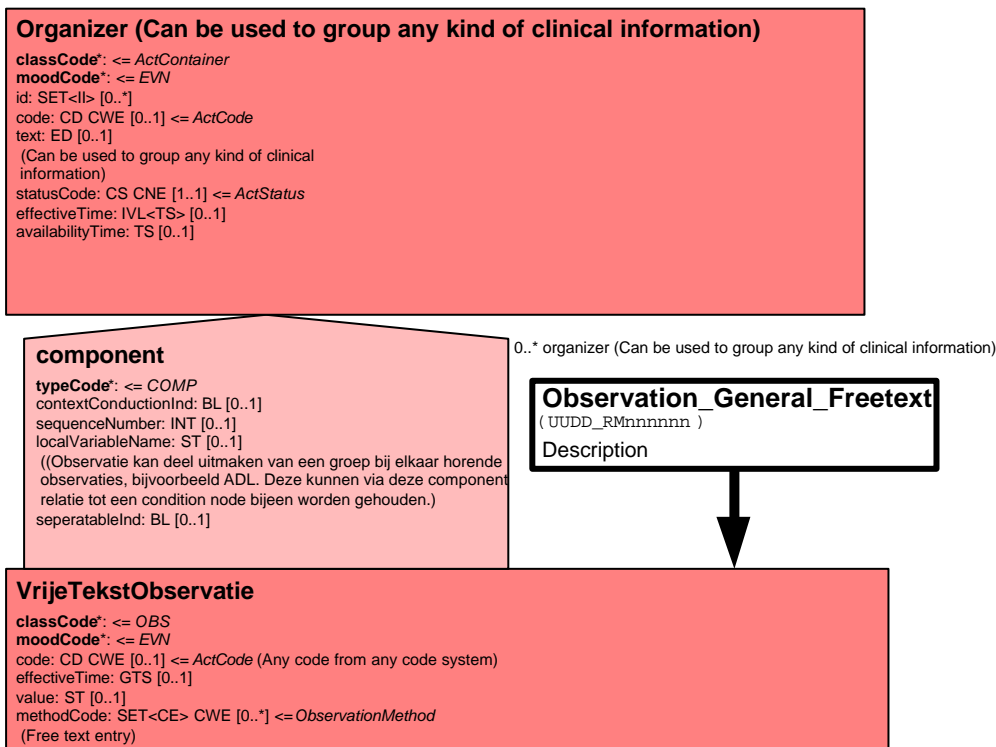 Organizer (Can be used to group any kind of clinical information)
classCode*: <= ActContainer
moodCode*: <= EVN
id: SET<II> [0..*]
code: CD CWE [0..1] <= ActCode
text: ED [0..1]
(Can be used to group any kind of clinical
information)
statusCode: CS CNE [1..1] <= ActStatus
effectiveTime: IVL<TS> [0..1]
availabilityTime: TS [0..1]
component
typeCode*: <= COMP
contextConductionInd: BL [0..1]
sequenceNumber: INT [0..1]
localVariableName: ST [0..1]
((Observatie kan deel uitmaken van een groep bij elkaar horende
observaties, bijvoorbeeld ADL. Deze kunnen via deze component
relatie tot een condition node bijeen worden gehouden.)
seperatableInd: BL [0..1]
0..* organizer (Can be used to group any kind of clinical information)
Observation_General_Freetext
(UUDD_RMnnnnnn )
Description
VrijeTekstObservatie
classCode*: <= OBS
moodCode*: <= EVN
code: CD CWE [0..1] <= ActCode (Any code from any code system)
effectiveTime: GTS [0..1]
value: ST [0..1]
methodCode: SET<CE> CWE [0..*] <= ObservationMethod
(Free text entry)